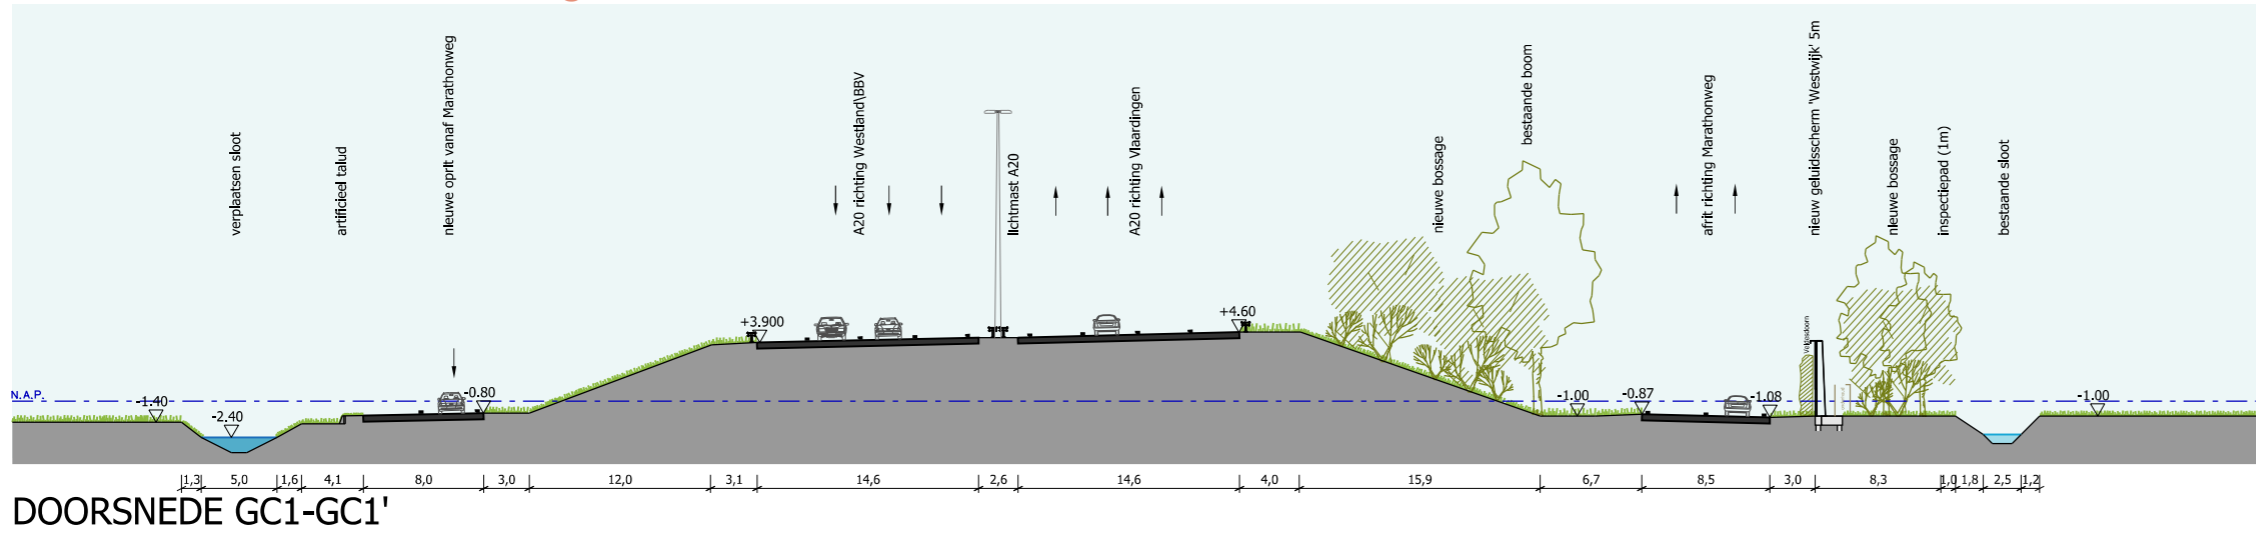 verplaatsen sloot
artificieel talud
nieuwe oprit vanaf Marathonweg
A20 richting Westland\BBV
lichtmast A20
A20 richting Vlaardingen
nieuwe bossage
bestaande boom
afrit richting Marathonweg
nieuw geluidsscherm 'Westwijk' 5m
nieuwe bossage
inspectiepad (1m)
bestaande sloot
+3.900
+4.60
Veldesdoorn
N.A.P.
-1.40
-2.40
-0.80
-1.00
-0.87
-1.08
-1.00
1,3 5,0 1,6 4,1 8,0 3,0 12,0 3,1 14,6 2,6 14,6 4,0 15,9 6,7 8,5 3,0 8,3 1,0 1,8 2,5 1,2
DOORSNEDE GC1-GC1'